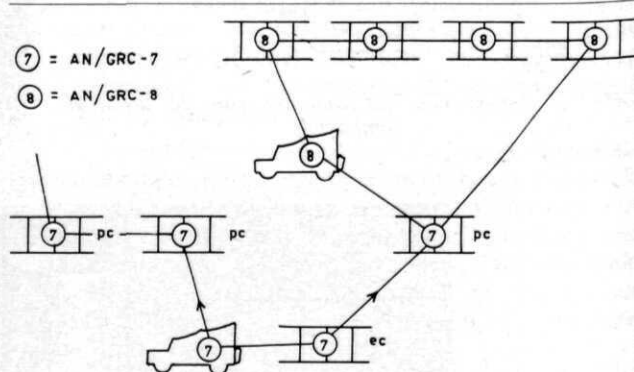 8 8 8 8
7 = AN/GRC-7
8 = AN/GRC-8
8
7 pc 7 pc 7 pc
7 7 ec